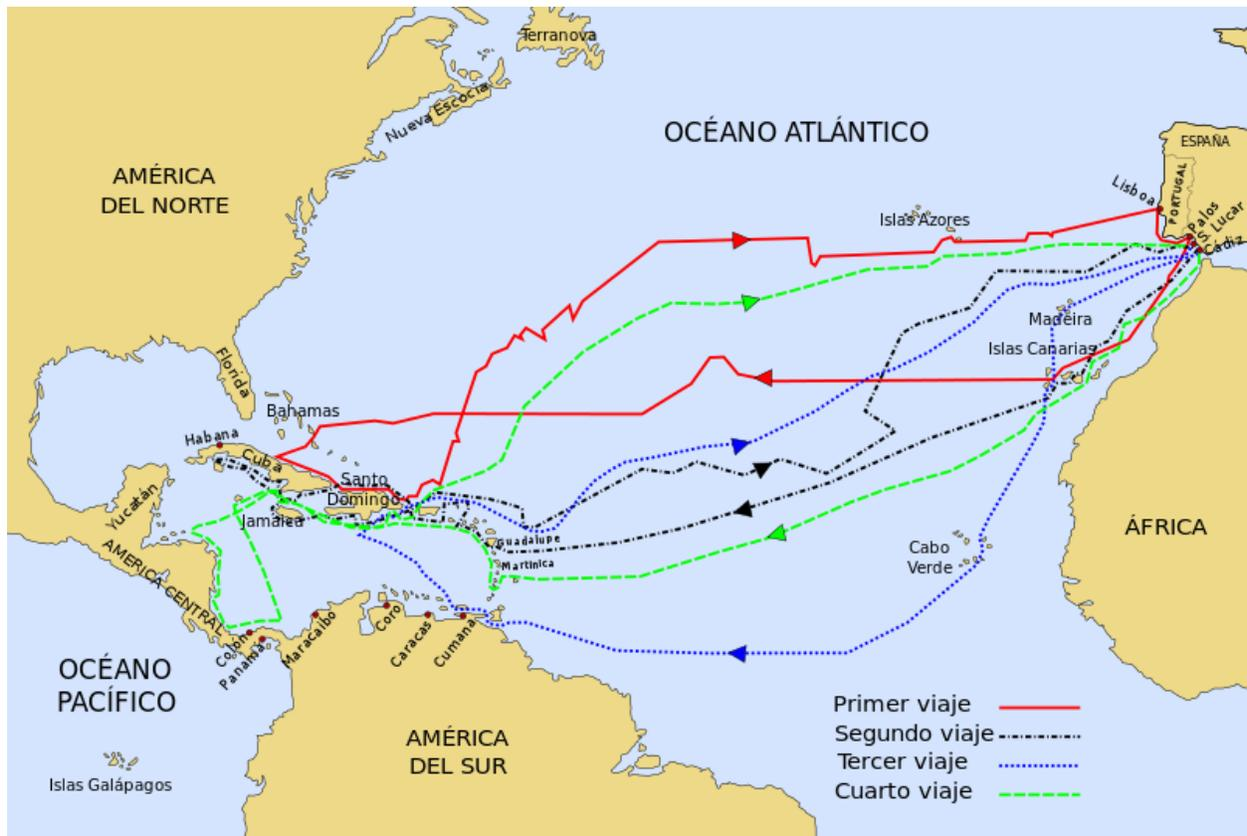 Terranova
Nueva Escocia
OCÉANO ATLÁNTICO
ESPAÑA
PORTUGAL
Lisboa
Palos
S. Lucar
Cádiz
AMÉRICA
DEL NORTE
Islas Azores
Madeira
Islas Canarias
Florida
Bahamas
Habana
Cuba
Santo
Domingo
Yucatán
Jamaica
Guadalupe
Martinica
ÁFRICA
Cabo
Verde
AMÉRICA CENTRAL
Colón
Panamá
Maracaibo
Coro
Caracas
Cumana
OCÉANO
PACÍFICO
Islas Galápagos
AMÉRICA
DEL SUR
Primer viaje
Segundo viaje
Tercer viaje
Cuarto viaje